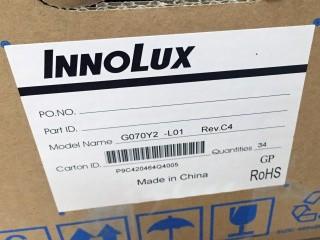 INNOLUX
PO.NO.
Part ID.
Model Name G070Y2 -L01 Rev.C4
Carton ID. Quantities 34
P9C420464Q4005
GP
Made in China RoHS